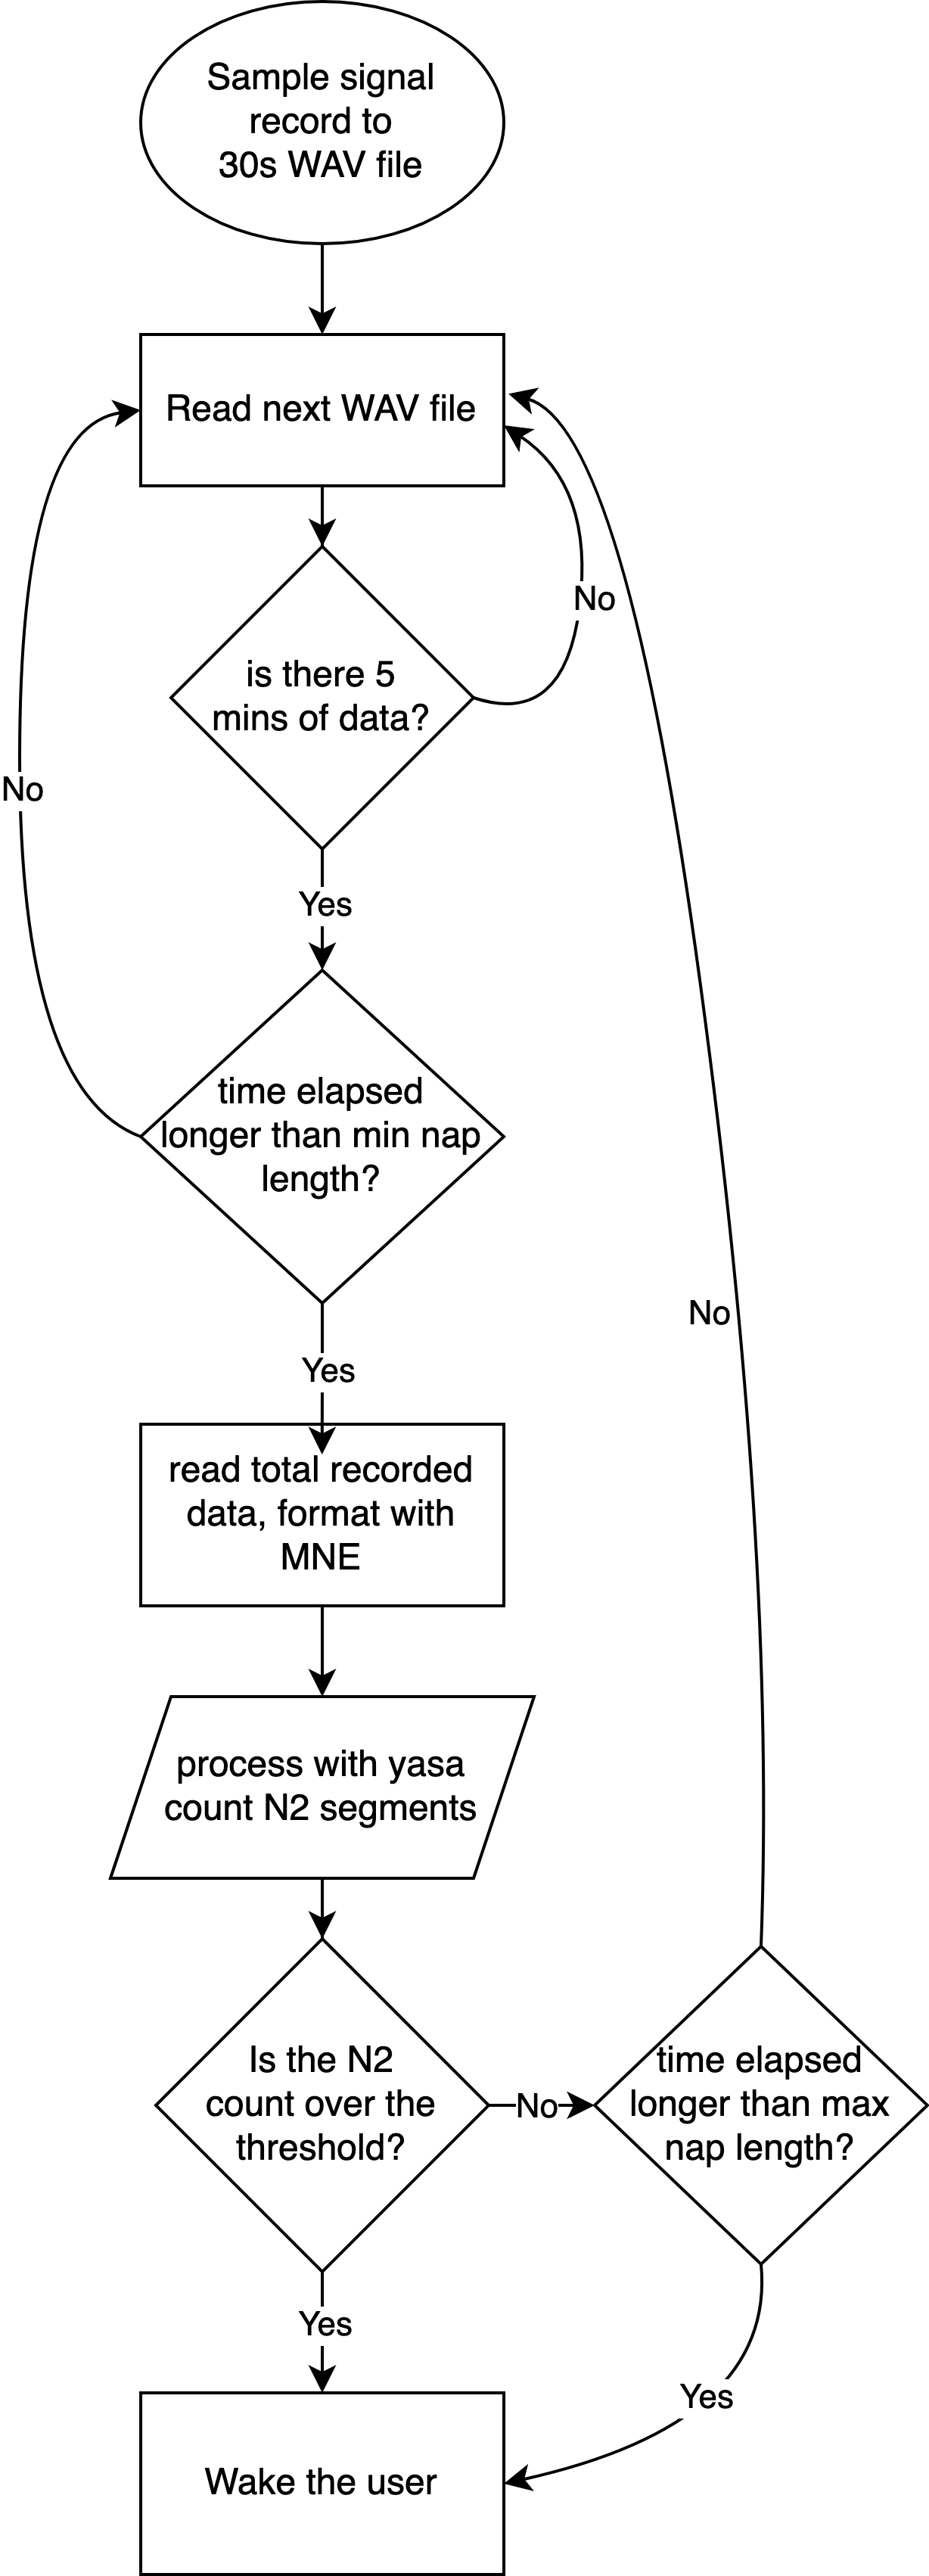 Sample signal
record to
30s WAV file
Read next WAV file
No
is there 5
mins of data?
No
Yes
time elapsed
longer than min nap
length?
No
Yes
read total recorded
data, format with
MNE
process with yasa
count N2 segments
Is the N2
count over the
threshold?
No
time elapsed
longer than max
nap length?
Yes
Yes
Wake the user